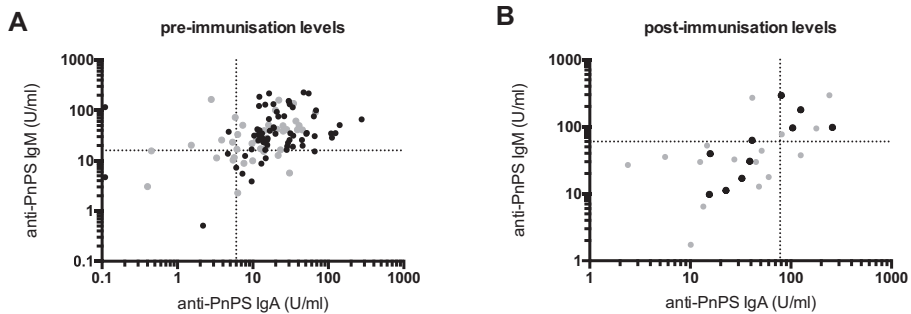 A
pre-immunisation levels
anti-PnPS IgM (U/ml)
1000
100
10
1
0.1
0.1 1 10 100 1000
anti-PnPS IgA (U/ml)
B
post-immunisation levels
anti-PnPS IgM (U/ml)
1000
100
10
1
1 10 100 1000
anti-PnPS IgA (U/ml)